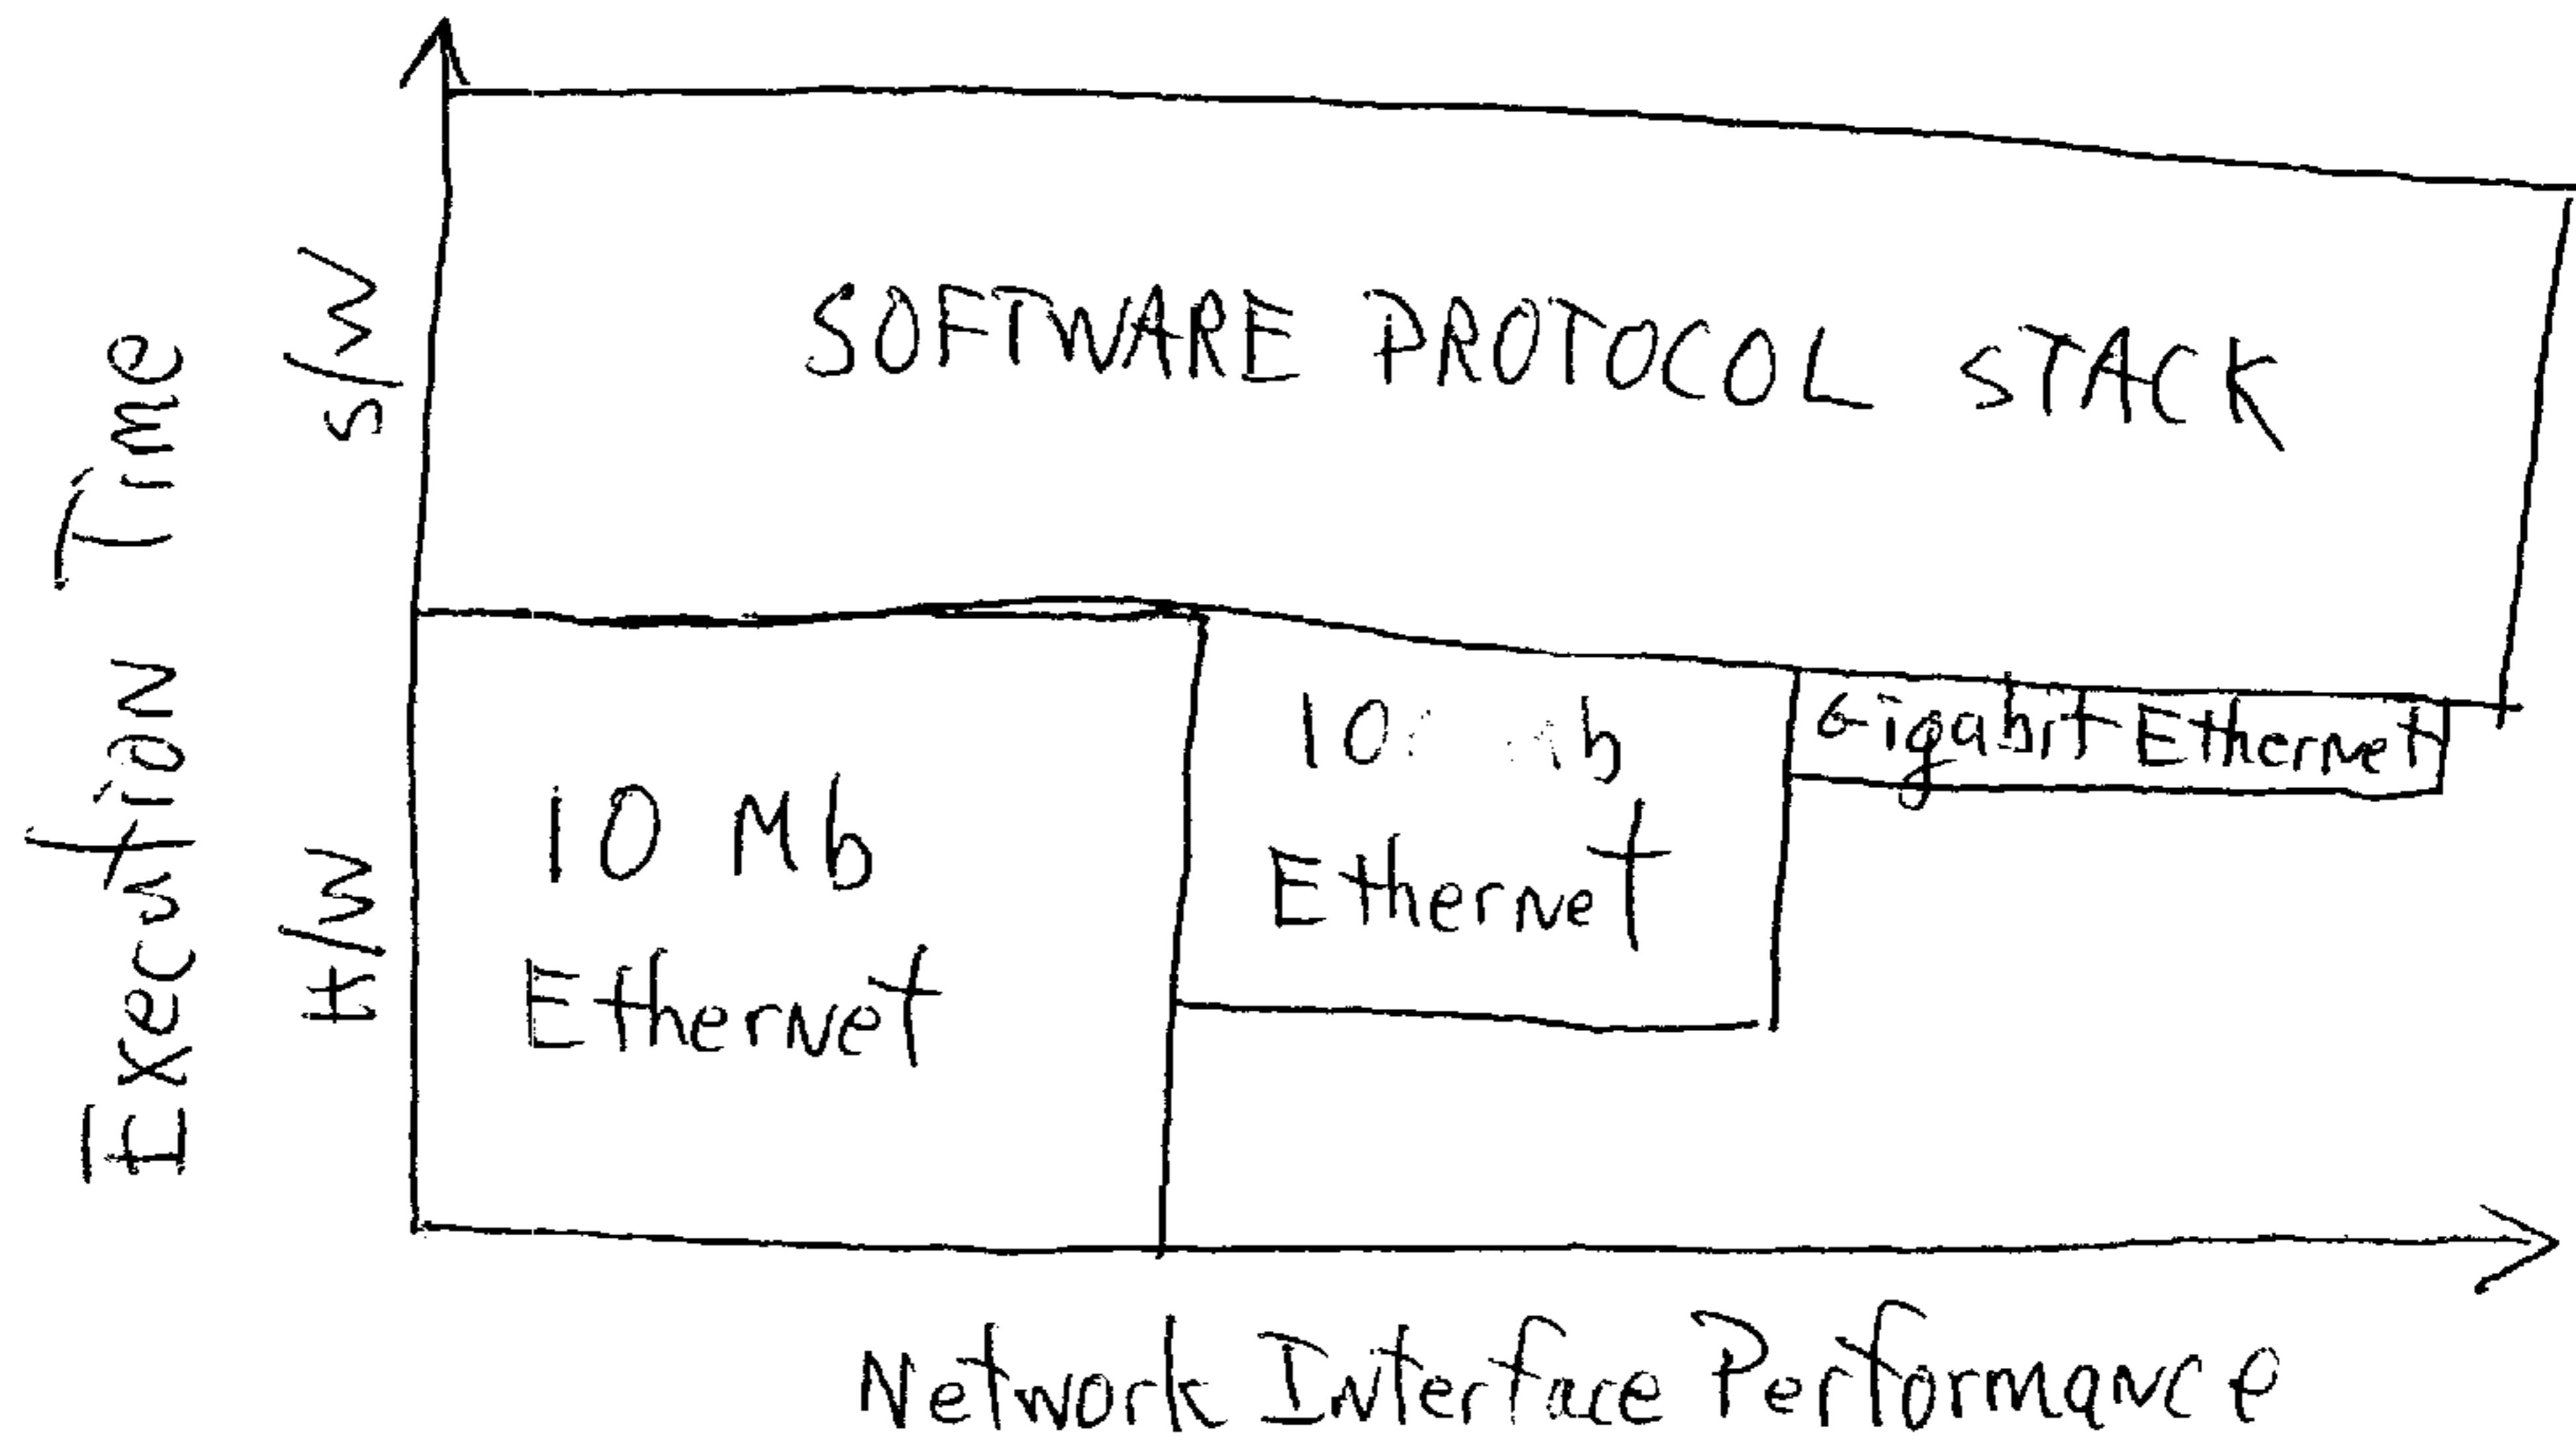 Execution Time
S/W
SOFTWARE PROTOCOL STACK
H/W
10 Mb
Ethernet
Ethernet
Gigabit Ethernet
Network Interface Performance